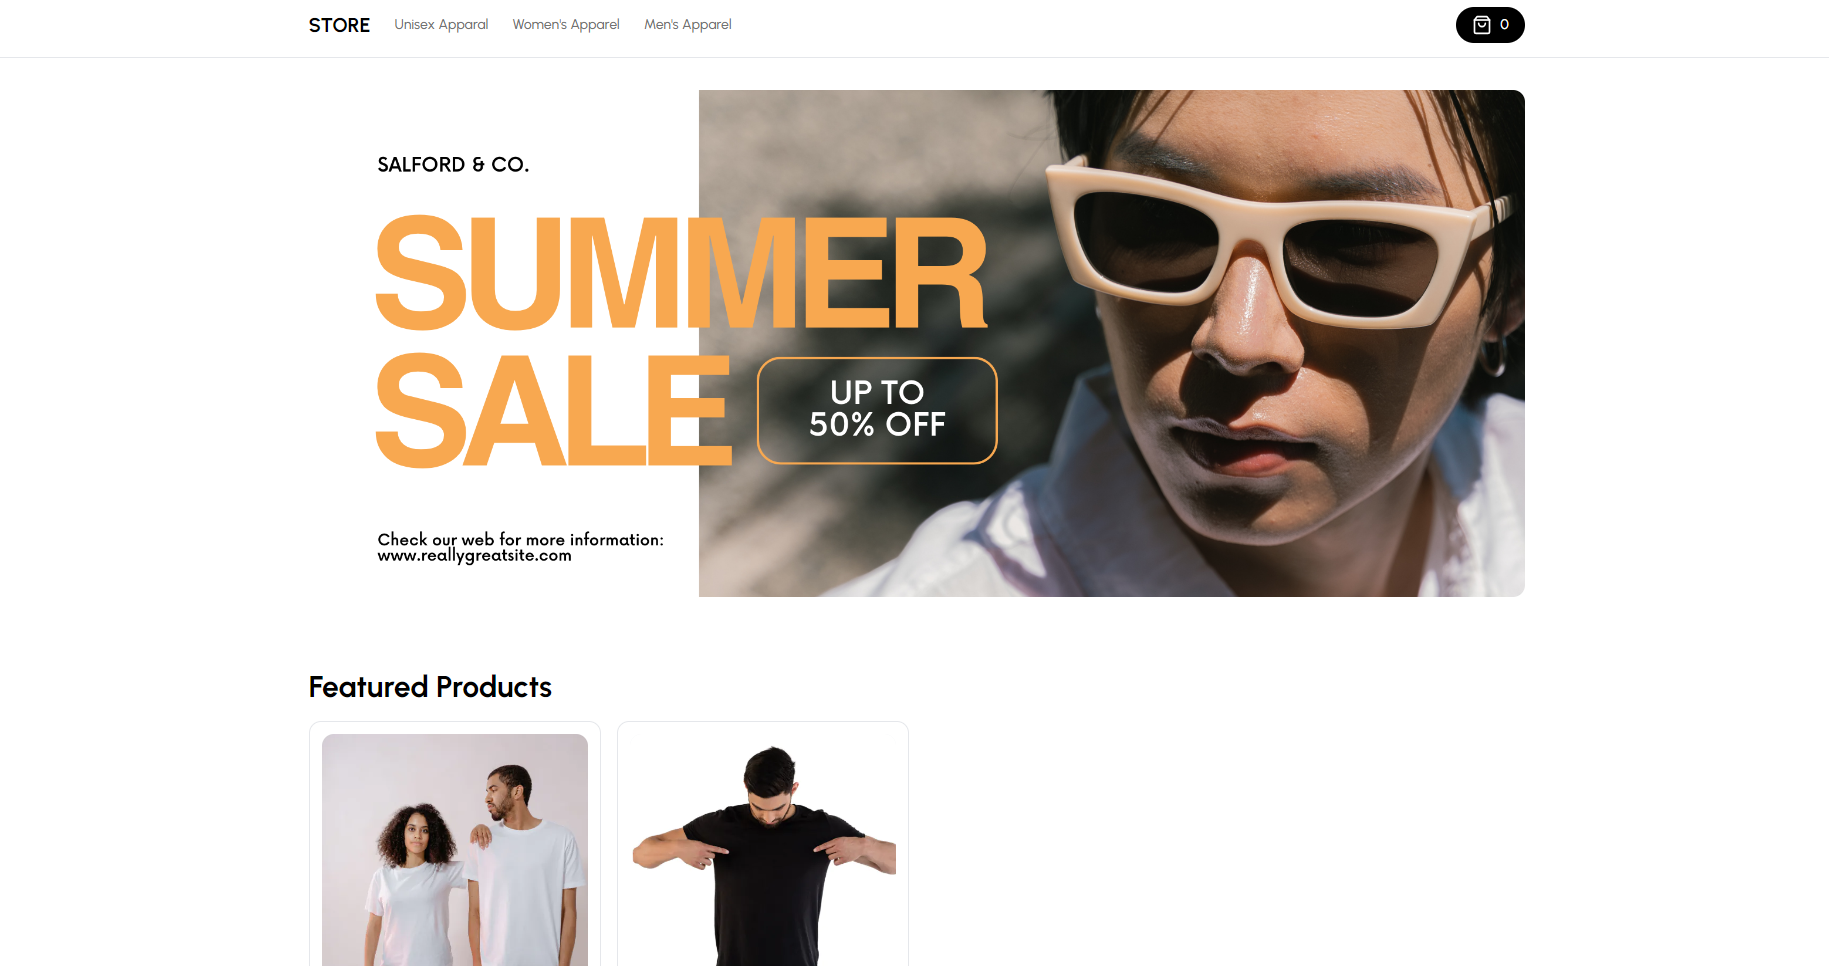 STORE
Unisex Apparal
Women's Apparel
Men's Apparel
0
SALFORD & CO.
SUMMER
SALE
UP TO
50% OFF
Check our web for more information:
www.reallygreatsite.com
Featured Products